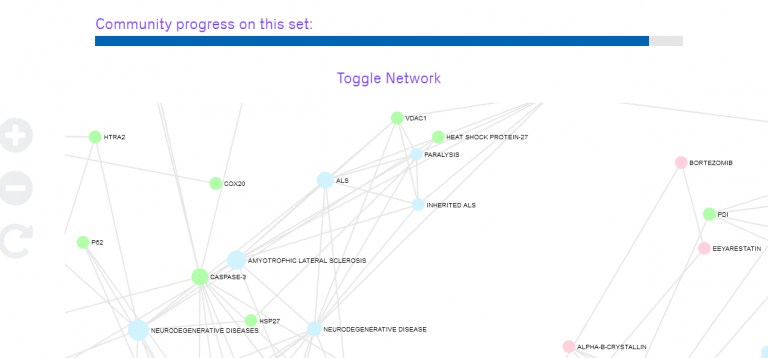 Community progress on this set:
Toggle Network
VDAC1
HTRA2
HEAT SHOCK PROTEIN-27
PARALYSIS
BORTEZOMIB
ALS
COX20
INHERITED ALS
PDI
P62
EEYARESTATIN
AMYOTROPHIC LATERAL SCLEROSIS
CASPASE-3
HSP27
NEURODEGENERATIVE DISEASES
NEURODEGENERATIVE DISEASE
ALPHA-B-CRYSTALLIN